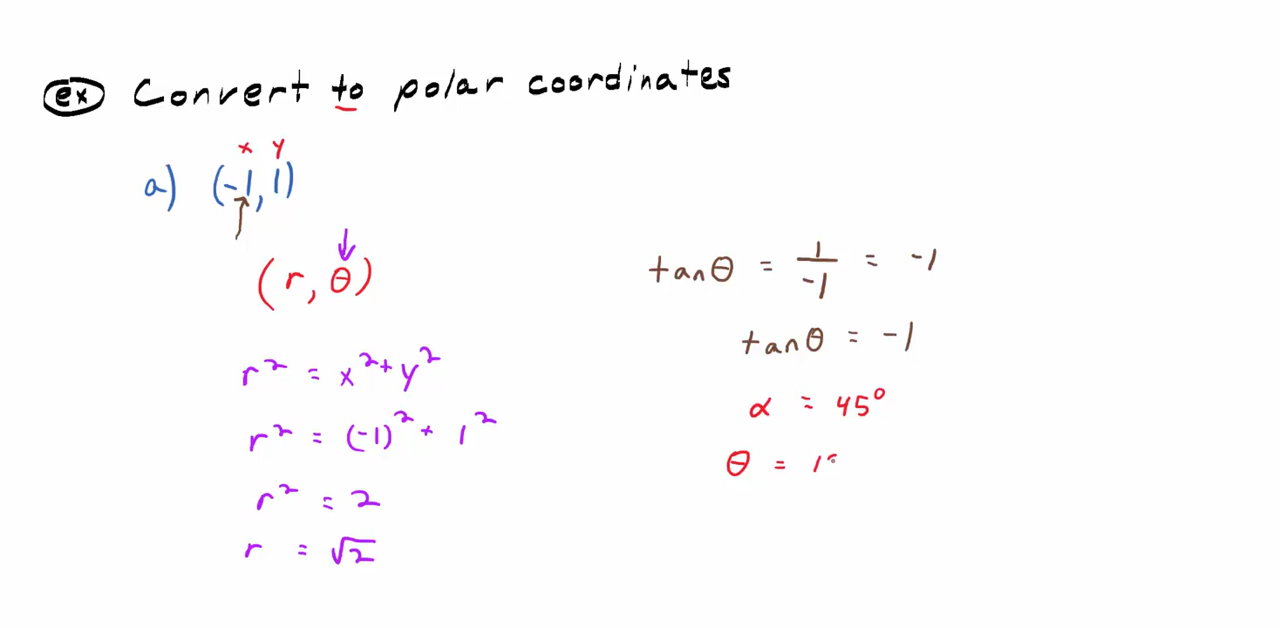 ex Convert to polar coordinates
x y
a) (-1, 1)
(r, θ)
r² = x² + y²
r² = (-1)² + 1²
r² = 2
r = √2
tanθ = 1/-1 = -1
tanθ = -1
α = 45°
θ = 1